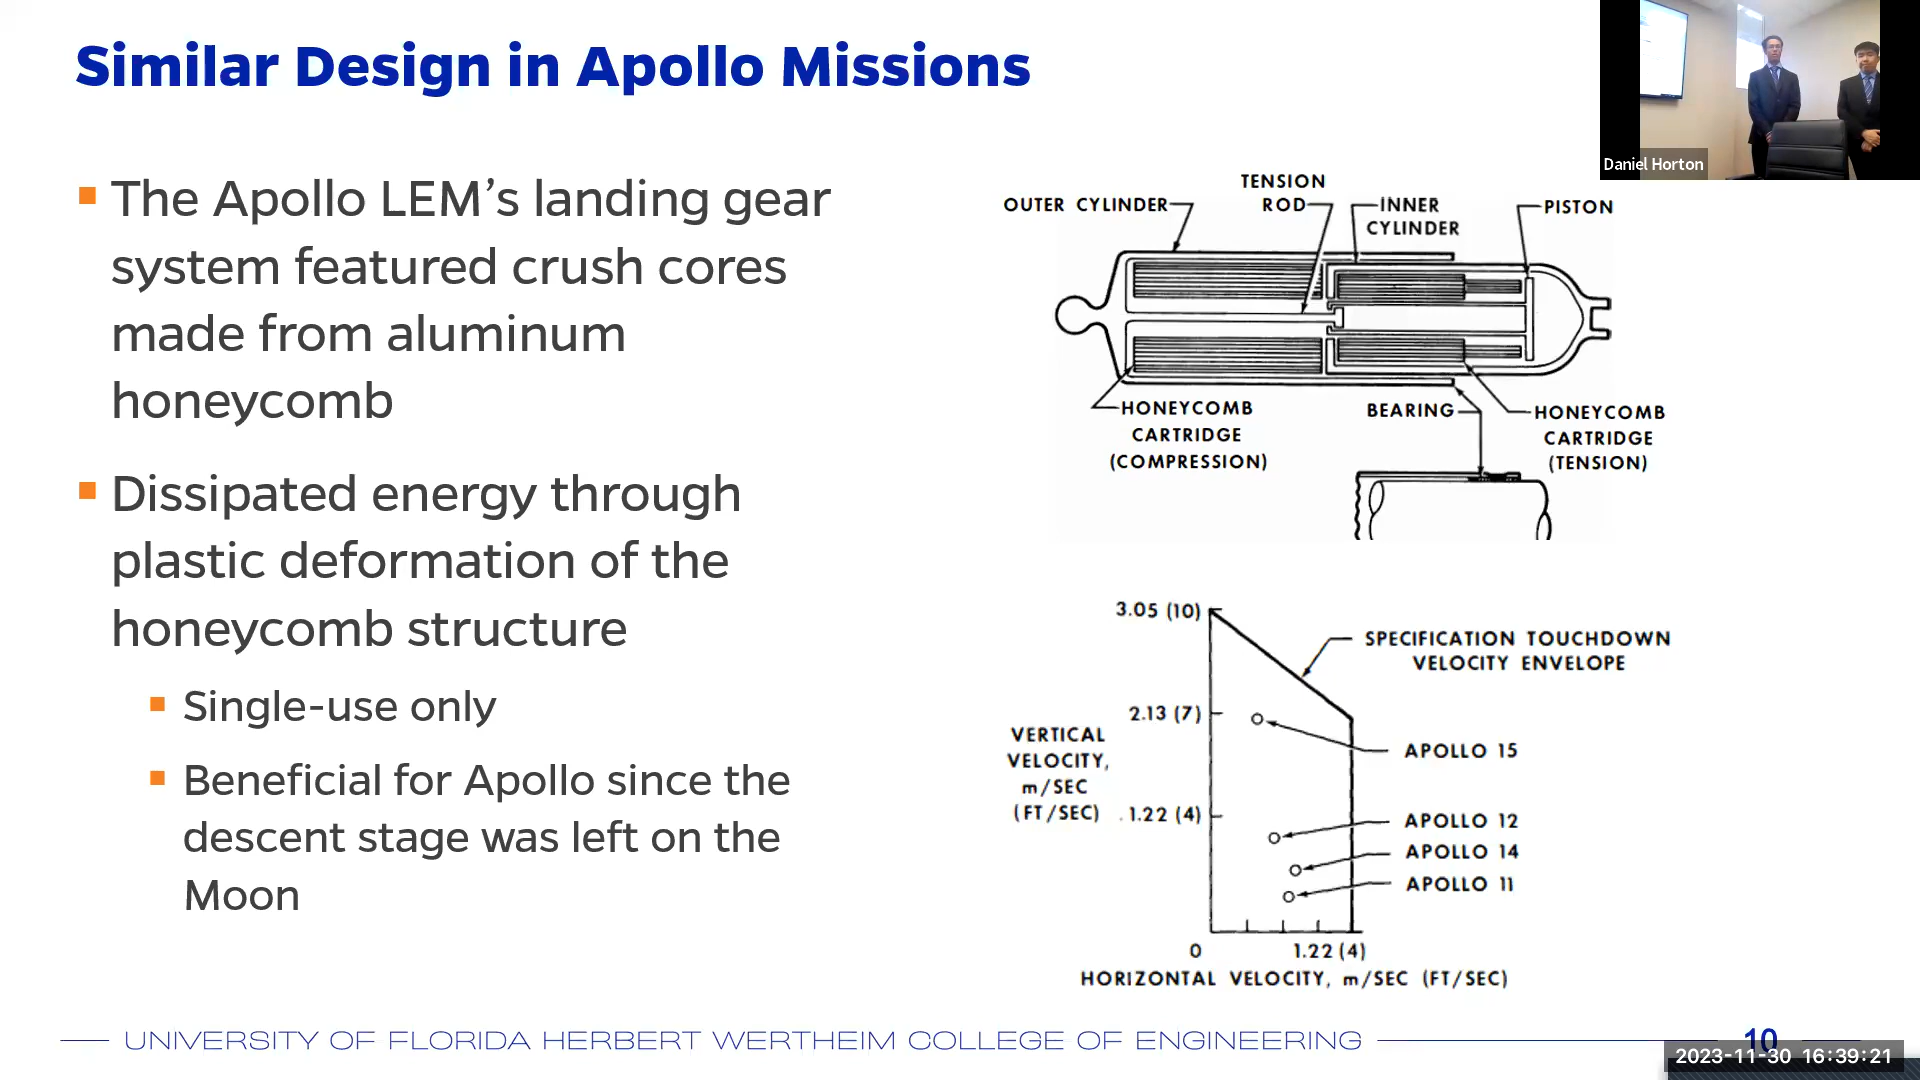 Similar Design in Apollo Missions
Daniel Horton
The Apollo LEM’s landing gear
system featured crush cores
made from aluminum
honeycomb
Dissipated energy through
plastic deformation of the
honeycomb structure
Single-use only
Beneficial for Apollo since the
descent stage was left on the
Moon
OUTER CYLINDER
TENSION
ROD
INNER
CYLINDER
PISTON
HONEYCOMB
CARTRIDGE
(COMPRESSION)
BEARING
HONEYCOMB
CARTRIDGE
(TENSION)
3.05 (10)
2.13 (7)
1.22 (4)
VERTICAL
VELOCITY,
m/SEC
(FT/SEC)
SPECIFICATION TOUCHDOWN
VELOCITY ENVELOPE
APOLLO 15
APOLLO 12
APOLLO 14
APOLLO 11
0
1.22 (4)
HORIZONTAL VELOCITY, m/SEC (FT/SEC)
UNIVERSITY OF FLORIDA HERBERT WERTHEIM COLLEGE OF ENGINEERING
10
2023-11-30 16:39:21